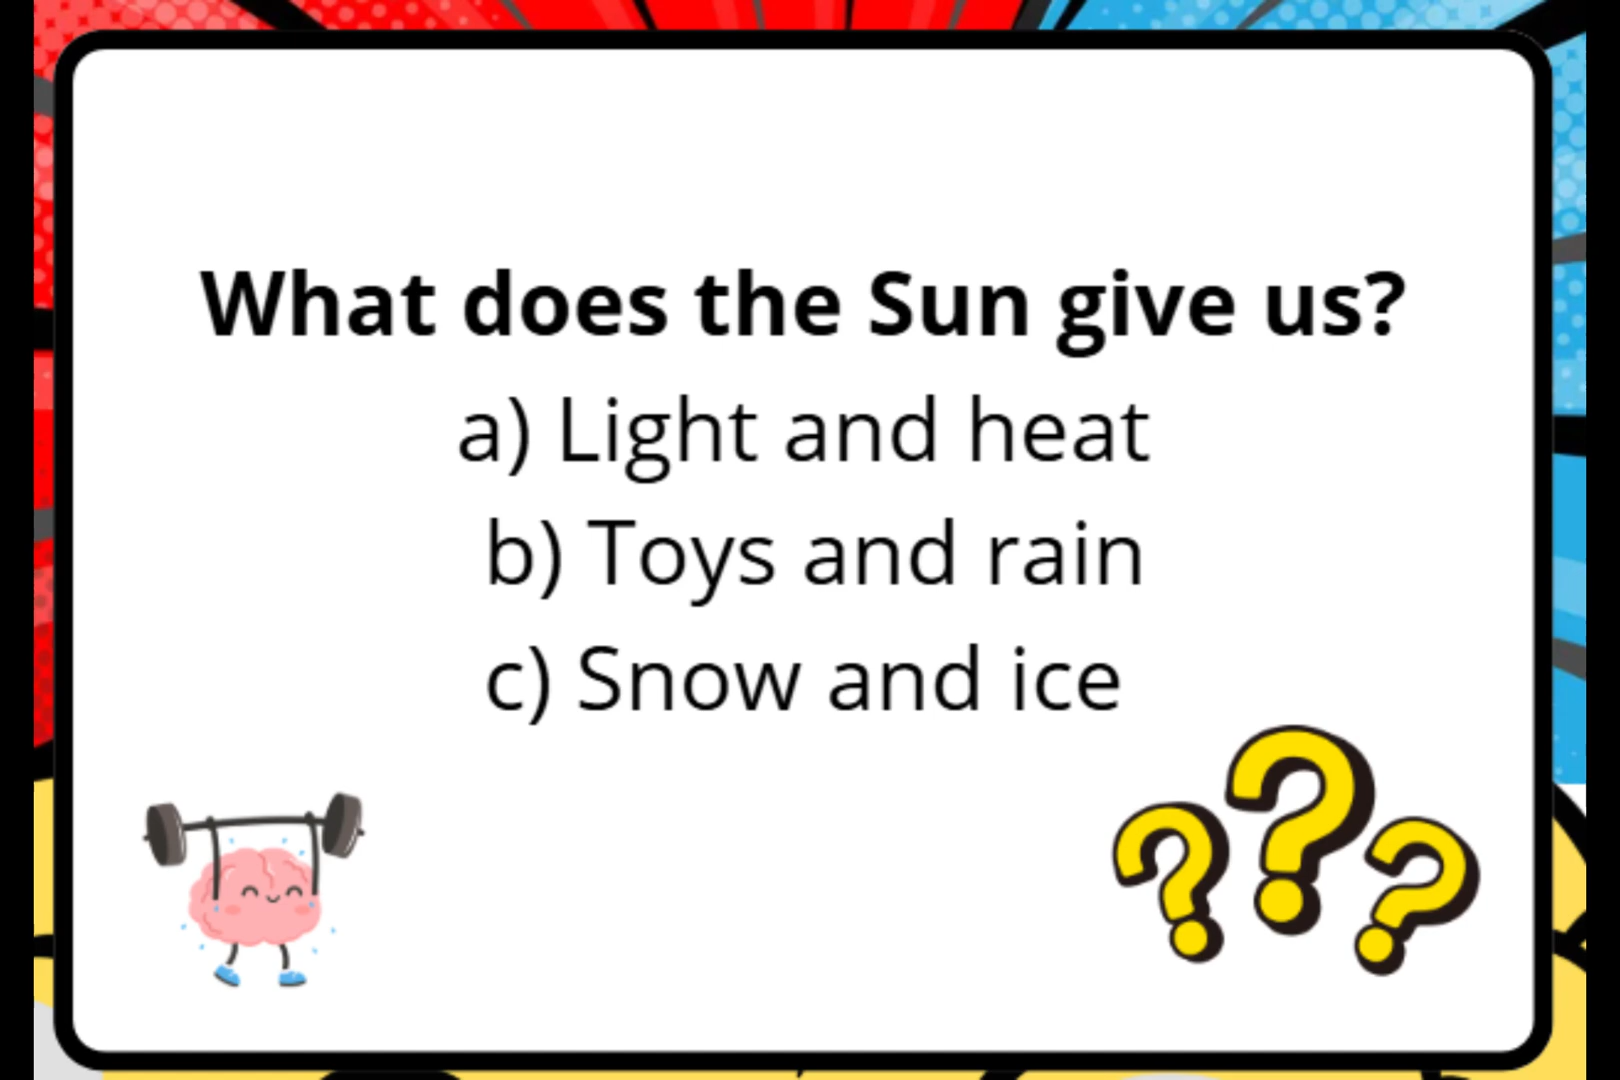 What does the Sun give us?
a) Light and heat
b) Toys and rain
c) Snow and ice